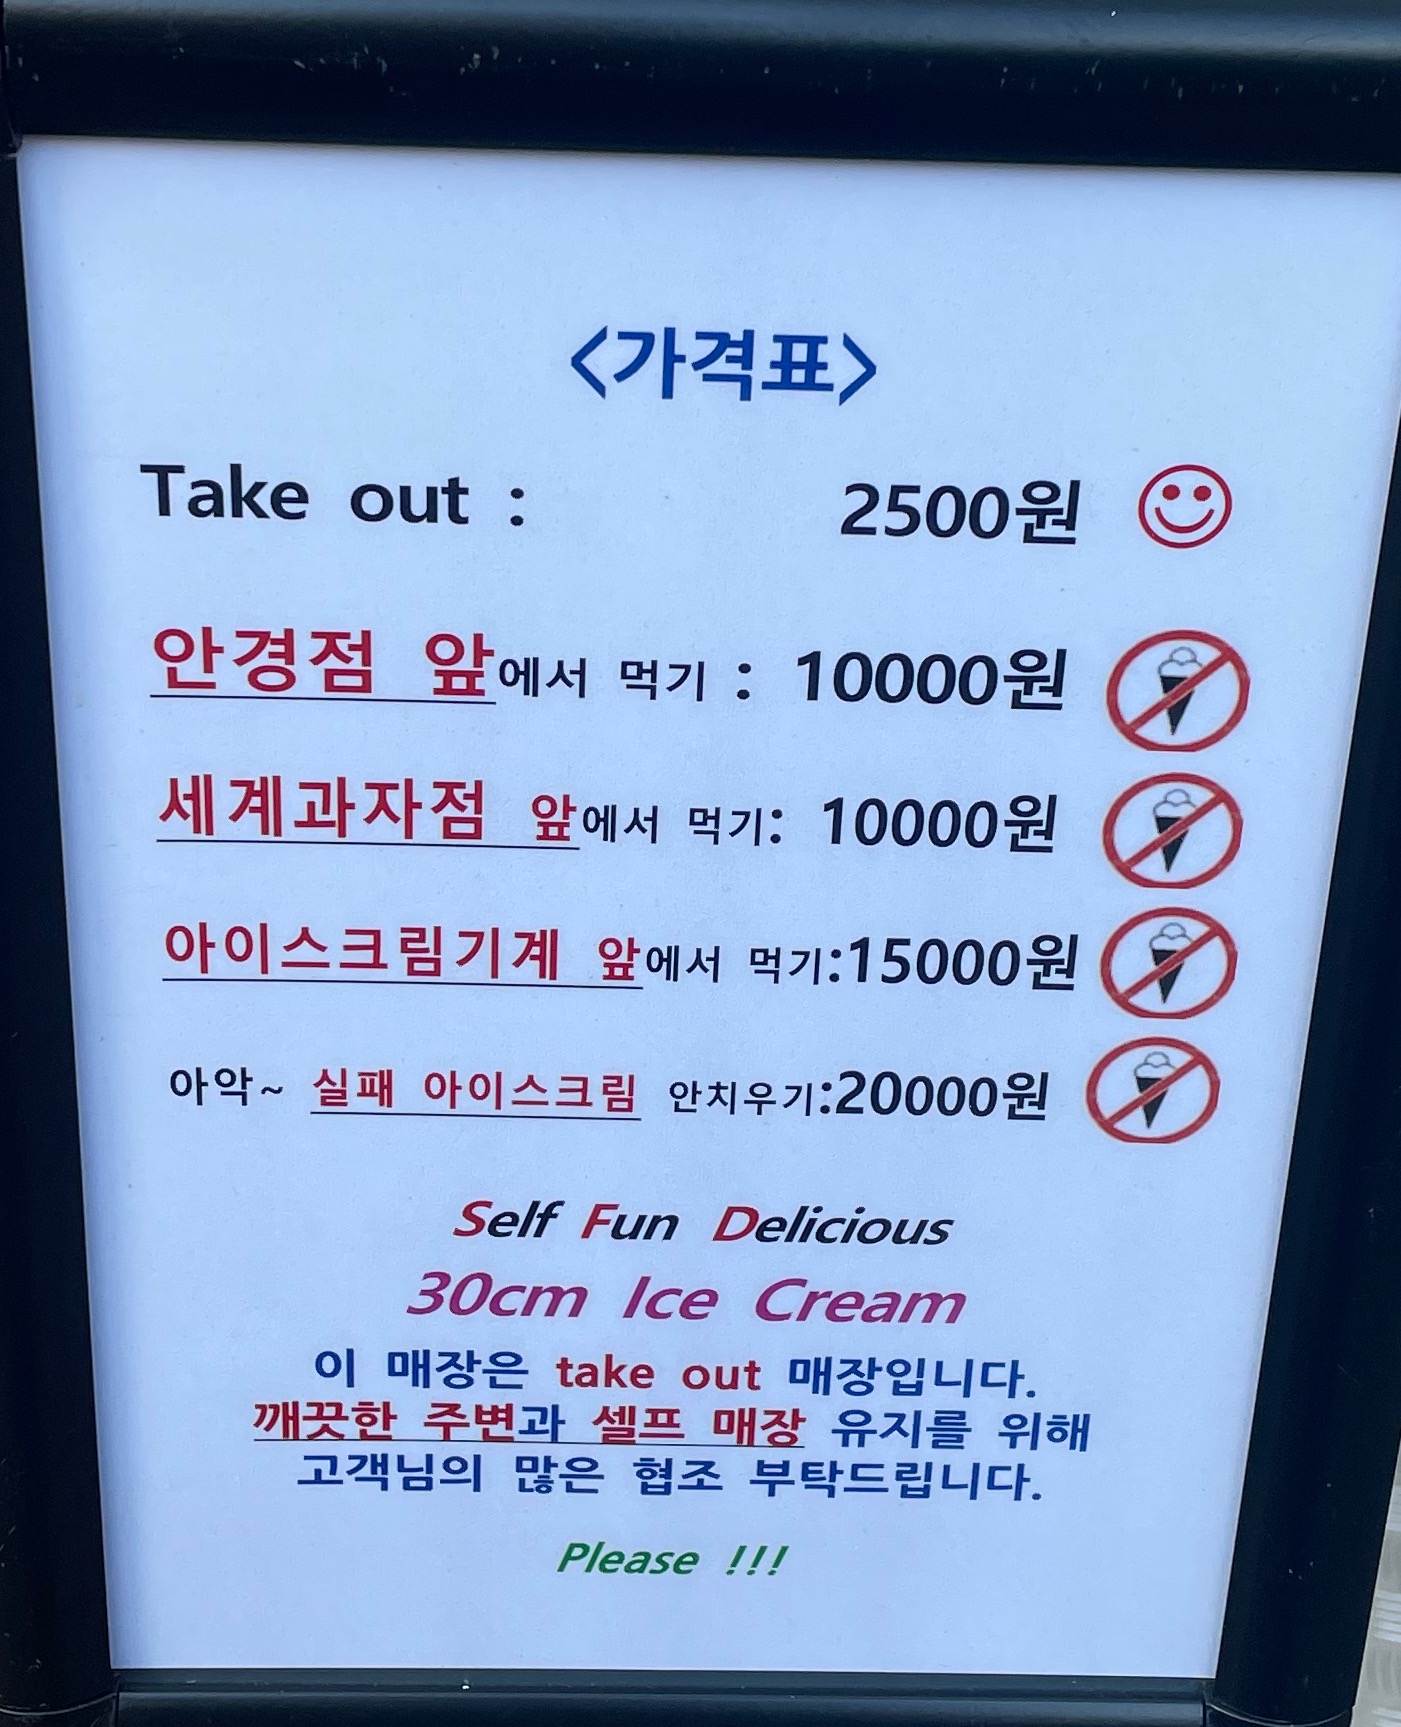 <가격표>
Take out : 2500원
안경점 앞에서 먹기 : 10000원
세계과자점 앞에서 먹기: 10000원
아이스크림기계 앞에서 먹기:15000원
아악~ 실패 아이스크림 안치우기:20000원
Self Fun Delicious
30cm Ice Cream
이 매장은 take out 매장입니다.
깨끗한 주변과 셀프 매장 유지를 위해
고객님의 많은 협조 부탁드립니다.
Please !!!